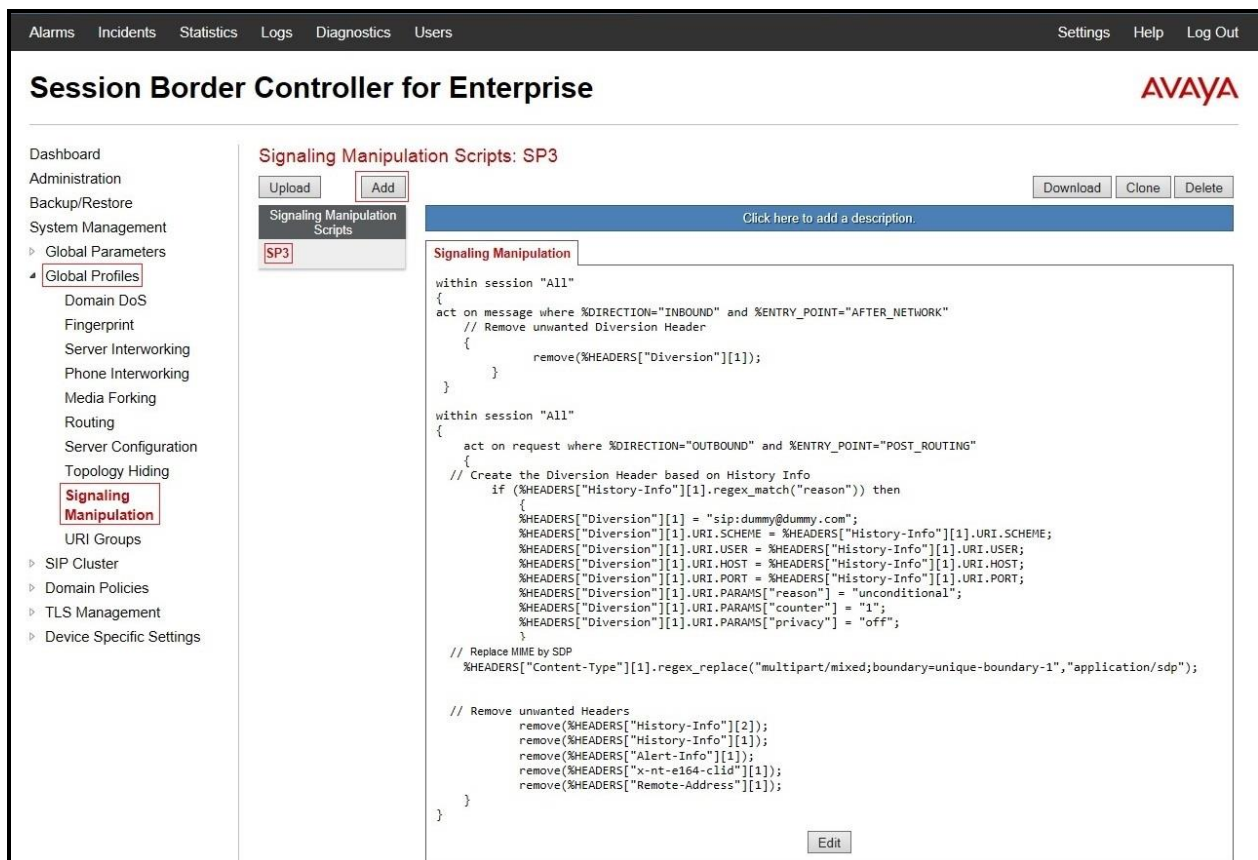 Alarms Incidents Statistics Logs Diagnostics Users Settings Help Log Out
Session Border Controller for Enterprise
AVAYA
Dashboard
Administration
Backup/Restore
System Management
Global Parameters
Global Profiles
Domain DoS
Fingerprint
Server Interworking
Phone Interworking
Media Forking
Routing
Server Configuration
Topology Hiding
Signaling
Manipulation
URI Groups
SIP Cluster
Domain Policies
TLS Management
Device Specific Settings
Signaling Manipulation Scripts: SP3
Upload Add Download Clone Delete
Signaling Manipulation
Scripts
SP3
Click here to add a description.
Signaling Manipulation
within session "All"
{
act on message where %DIRECTION="INBOUND" and %ENTRY_POINT="AFTER_NETWORK"
// Remove unwanted Diversion Header
{
remove(%HEADERS["Diversion"][1]);
}
}
within session "All"
{
act on request where %DIRECTION="OUTBOUND" and %ENTRY_POINT="POST_ROUTING"
{
// Create the Diversion Header based on History Info
if (%HEADERS["History-Info"][1].regex_match("reason")) then
{
%HEADERS["Diversion"][1] = "sip:dummy@dummy.com";
%HEADERS["Diversion"][1].URI.SCHEME = %HEADERS["History-Info"][1].URI.SCHEME;
%HEADERS["Diversion"][1].URI.USER = %HEADERS["History-Info"][1].URI.USER;
%HEADERS["Diversion"][1].URI.HOST = %HEADERS["History-Info"][1].URI.HOST;
%HEADERS["Diversion"][1].URI.PORT = %HEADERS["History-Info"][1].URI.PORT;
%HEADERS["Diversion"][1].URI.PARAMS["reason"] = "unconditional";
%HEADERS["Diversion"][1].URI.PARAMS["counter"] = "1";
%HEADERS["Diversion"][1].URI.PARAMS["privacy"] = "off";
}
// Replace MIME by SDP
%HEADERS["Content-Type"][1].regex_replace("multipart/mixed;boundary=unique-boundary-1","application/sdp");
// Remove unwanted Headers
remove(%HEADERS["History-Info"][2]);
remove(%HEADERS["History-Info"][1]);
remove(%HEADERS["Alert-Info"][1]);
remove(%HEADERS["x-nt-e164-clid"][1]);
remove(%HEADERS["Remote-Address"][1]);
}
}
Edit